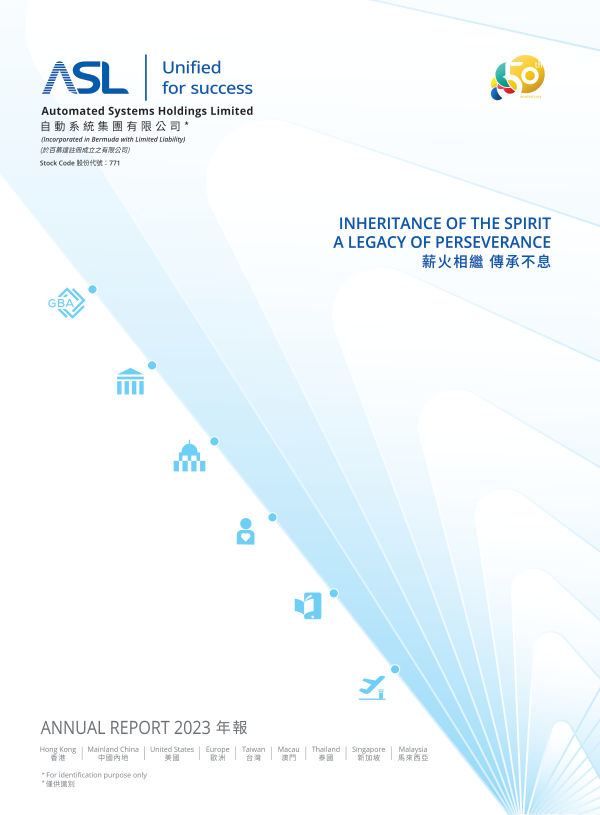 ASL
Unified
for success
50th
Anniversary
Automated Systems Holdings Limited
自動系統集團有限公司*
(Incorporated in Bermuda with Limited Liability)
(於百慕達註冊成立之有限公司)
Stock Code 股份代號：771
INHERITANCE OF THE SPIRIT
A LEGACY OF PERSEVERANCE
薪火相繼 傳承不息
GBA
ANNUAL REPORT 2023 年報
Hong Kong | Mainland China | United States | Europe | Taiwan | Macau | Thailand | Singapore | Malaysia
香港 | 中國內地 | 美國 | 歐洲 | 台灣 | 澳門 | 泰國 | 新加坡 | 馬來西亞
* For identification purpose only
* 僅供識別